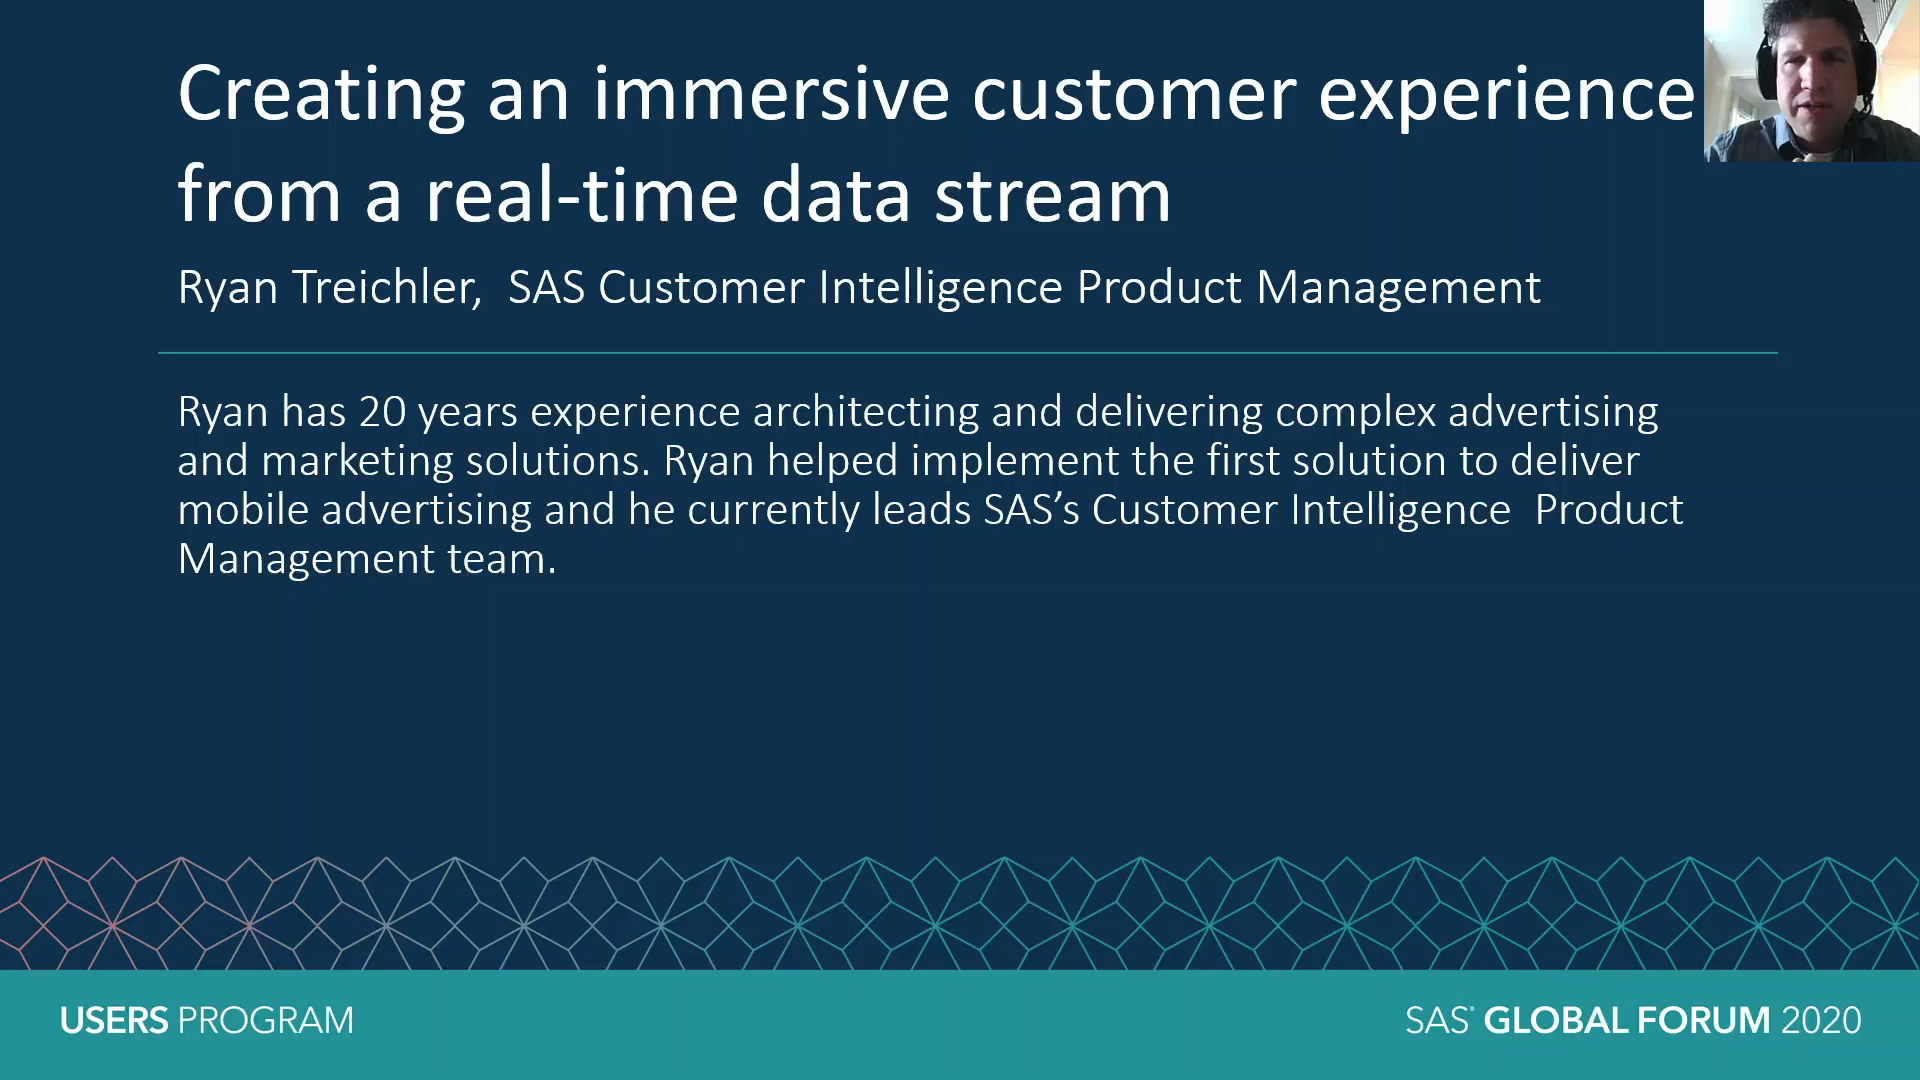 Creating an immersive customer experience
from a real-time data stream
Ryan Treichler,  SAS Customer Intelligence Product Management
Ryan has 20 years experience architecting and delivering complex advertising
and marketing solutions. Ryan helped implement the first solution to deliver
mobile advertising and he currently leads SAS’s Customer Intelligence  Product
Management team.
USERS PROGRAM
SAS® GLOBAL FORUM 2020